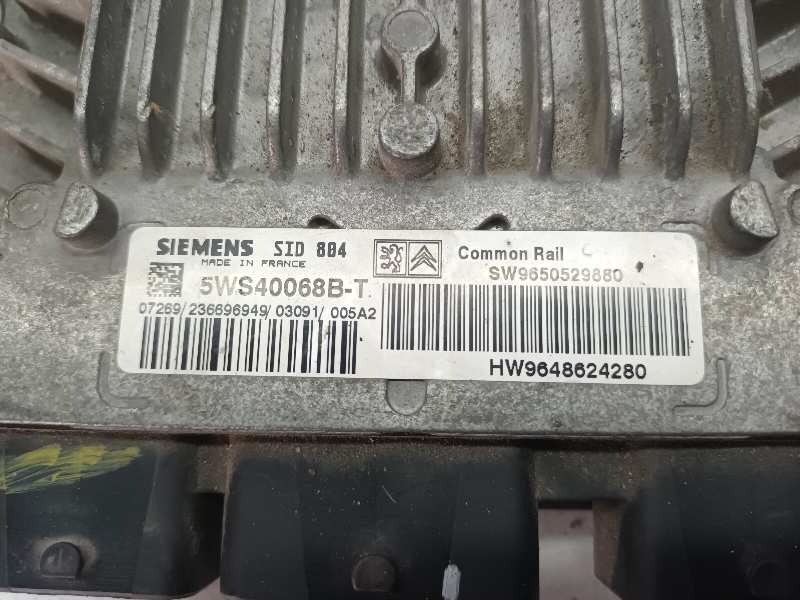 SIEMENS SID 804
MADE IN FRANCE
5WS40068B-T
07269/236696949/03091/005A2
Common Rail
SW9650529880
HW9648624280